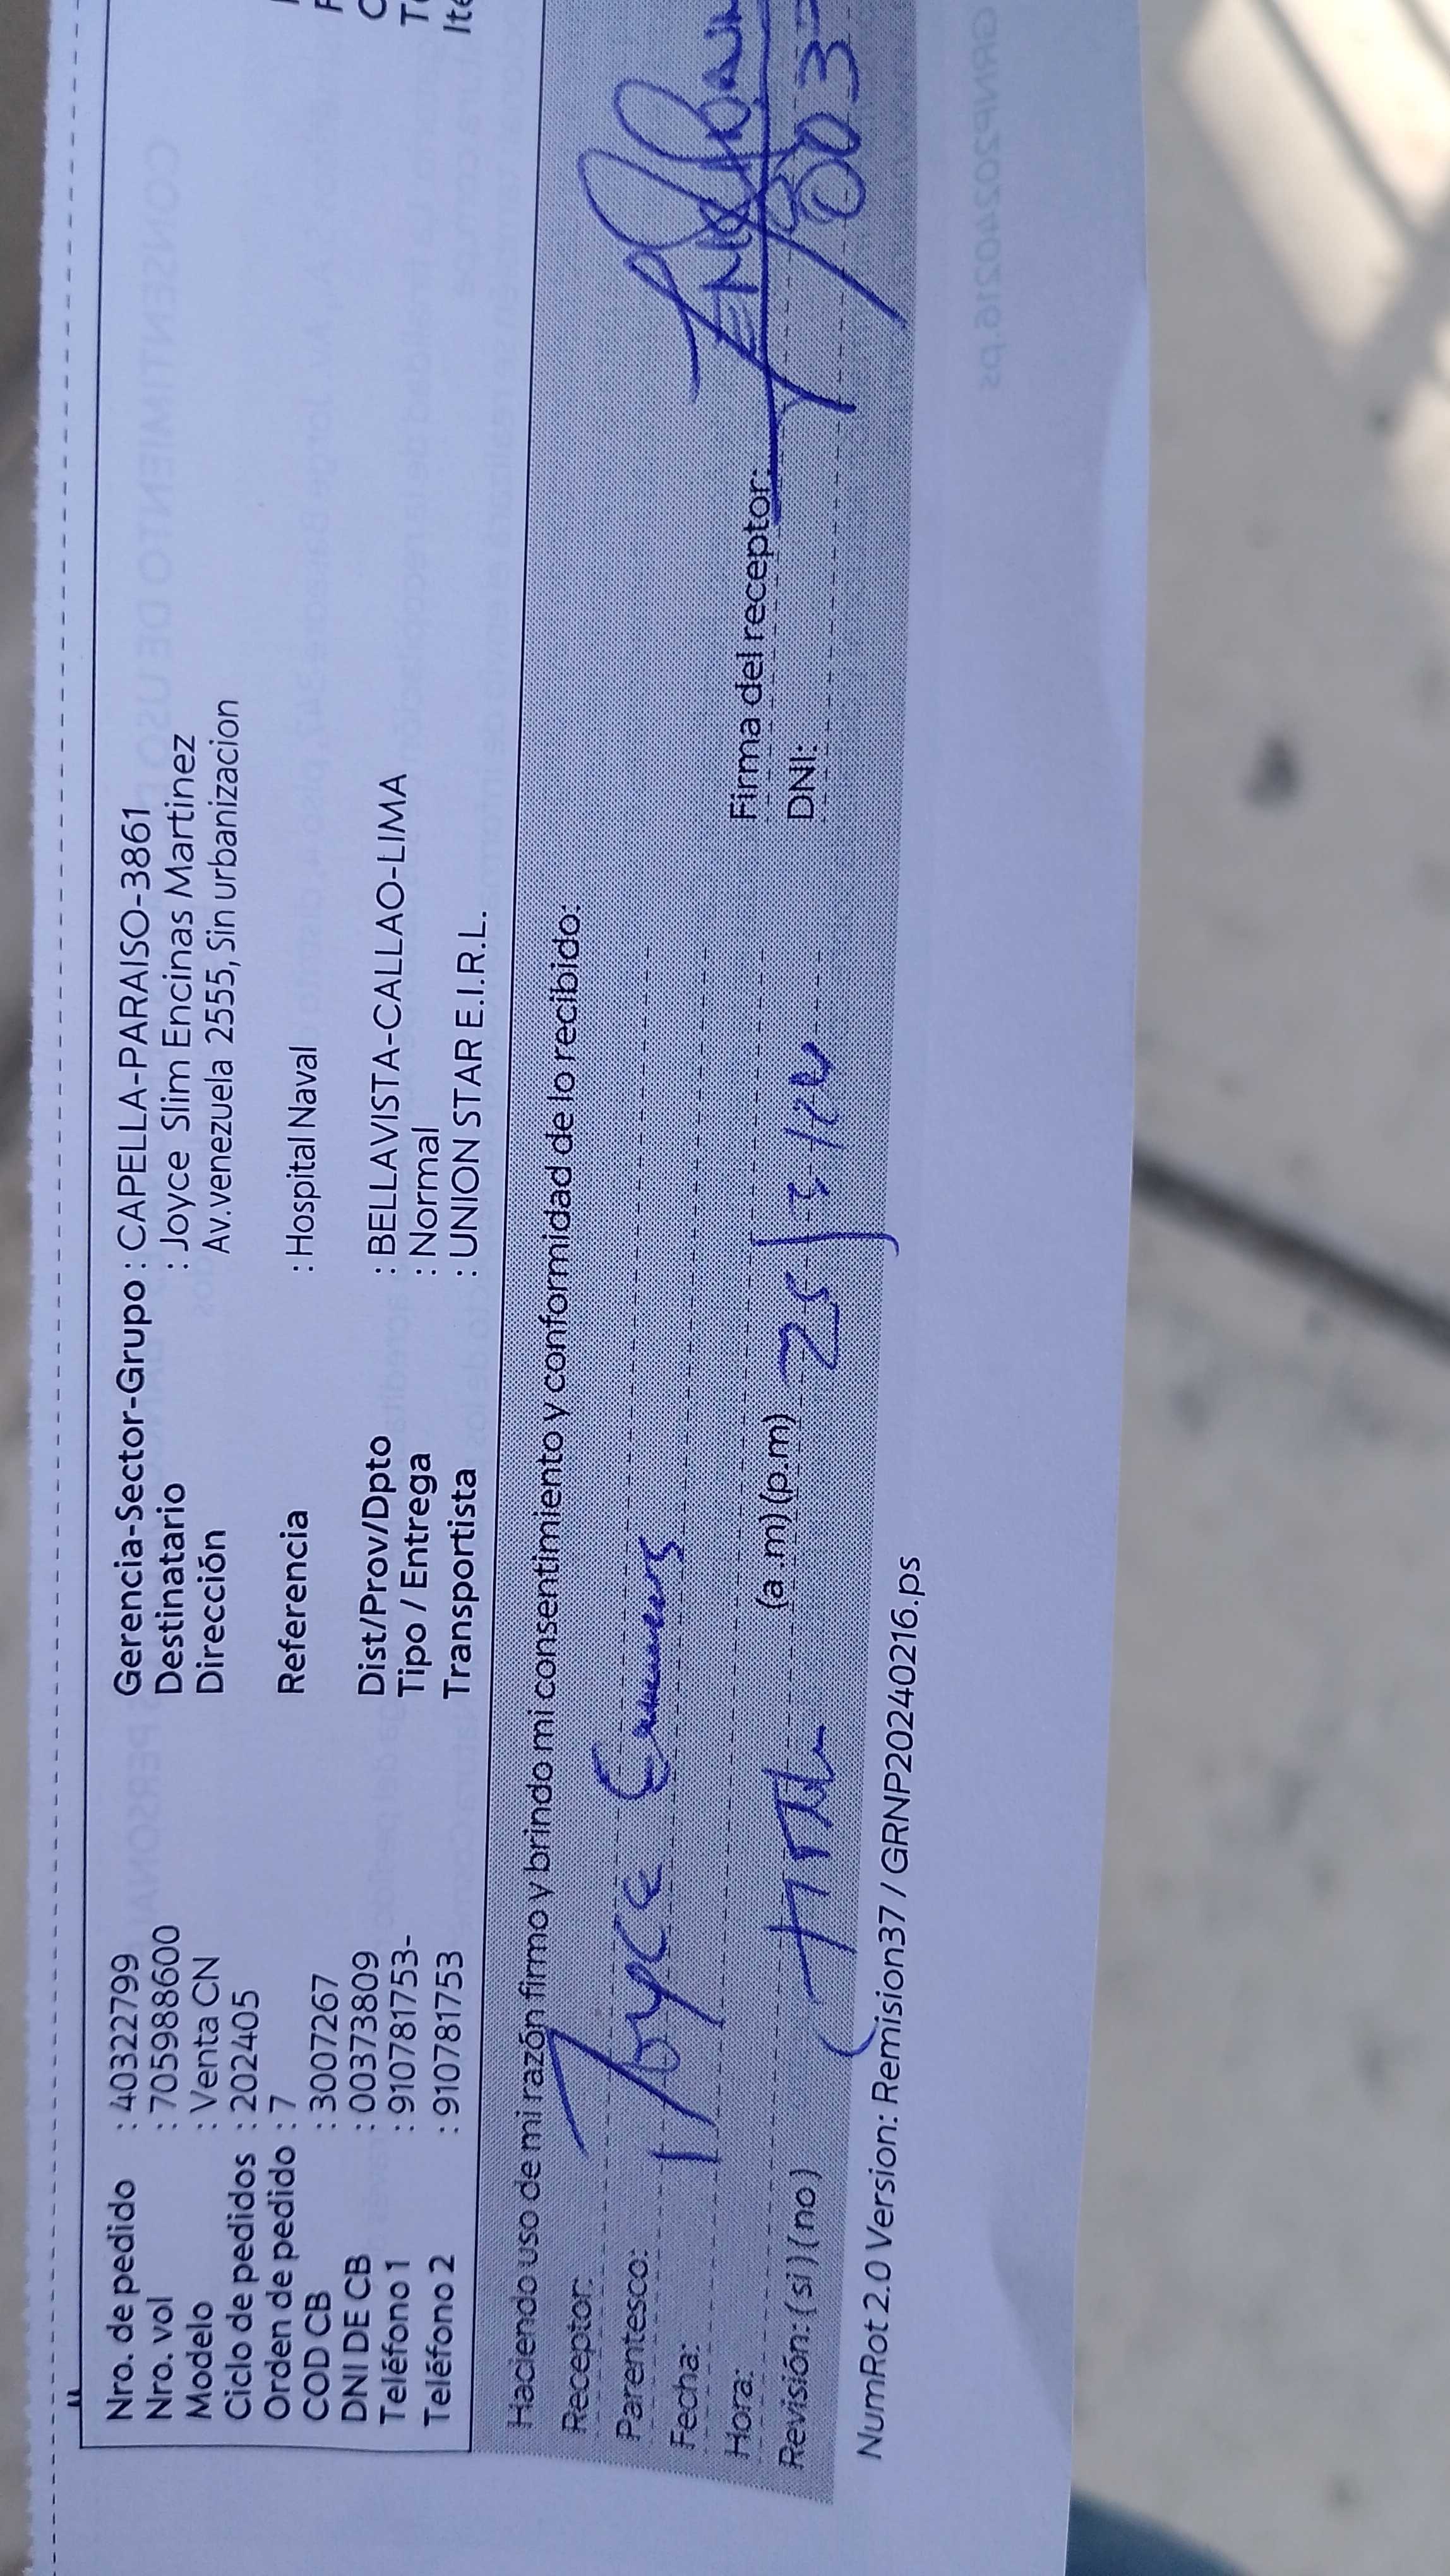 Nro. de pedido : 40322799
Nro. vol : 7059888600
Modelo : Venta CN
Ciclo de pedidos : 202405
Orden de pedido : 7
COD CB : 3007267
DNI DE CB : 00373809
Teléfono 1 : 910781753-
Teléfono 2 : 910781753
Gerencia-Sector-Grupo : CAPELLA-PARAISO-3861
Destinatario : Joyce Slim Encinas Martinez
Dirección Av.venezuela 2555, Sin urbanizacion
Referencia : Hospital Naval
Dist/Prov/Dpto : BELLAVISTA-CALLAO-LIMA
Tipo / Entrega : Normal
Transportista : UNION STAR E.I.R.L.
Haciendo uso de mi razón firmo y brindo mi consentimiento y conformidad de lo recibido:
Receptor: Joyce
Parentesco:
Fecha:
Hora: (a .m) (p.m)
Revisión: ( si ) ( no )
Firma del receptor:
DNI:
NumRot 2.0 Version: Remision37 / GRNP20240216.ps